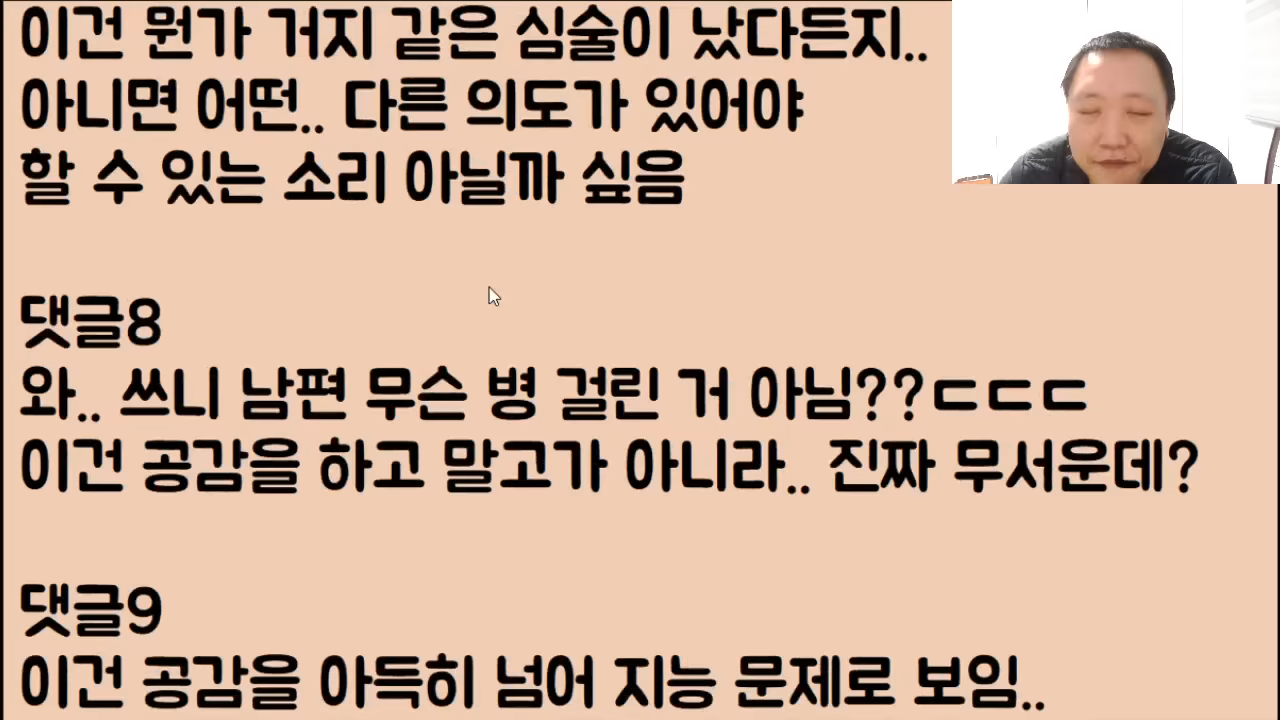 이건 뭔가 거지 같은 심술이 났다든지..
아니면 어떤.. 다른 의도가 있어야
할 수 있는 소리 아닐까 싶음
댓글8
와.. 쓰니 남편 무슨 병 걸린 거 아님??ㄷㄷㄷ
이건 공감을 하고 말고가 아니라.. 진짜 무서운데?
댓글9
이건 공감을 아득히 넘어 지능 문제로 보임..